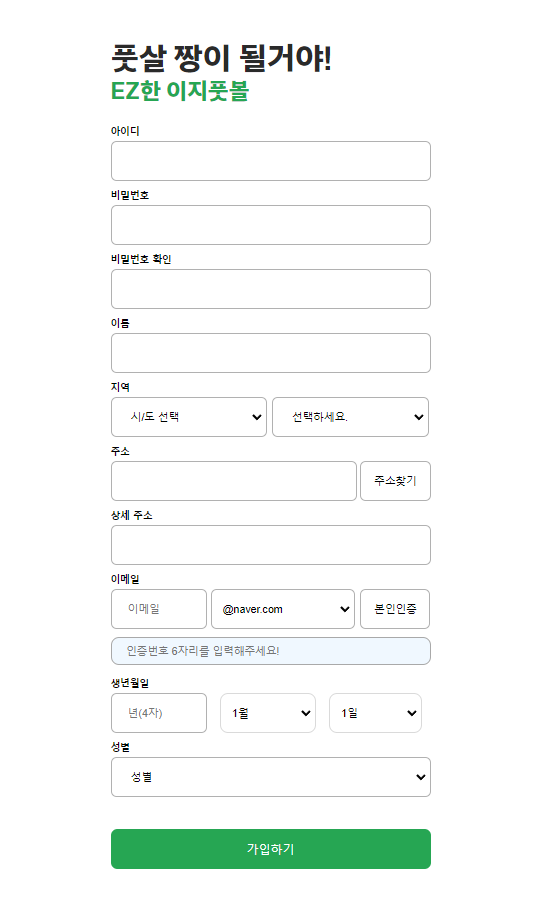 풋살 짱이 될거야!
EZ한 이지풋볼
아이디
비밀번호
비밀번호 확인
이름
지역
시/도 선택 선택하세요.
주소
주소찾기
상세 주소
이메일
이메일 @naver.com 본인인증
인증번호 6자리를 입력해주세요!
생년월일
년(4자) 1월 1일
성별
성별
가입하기